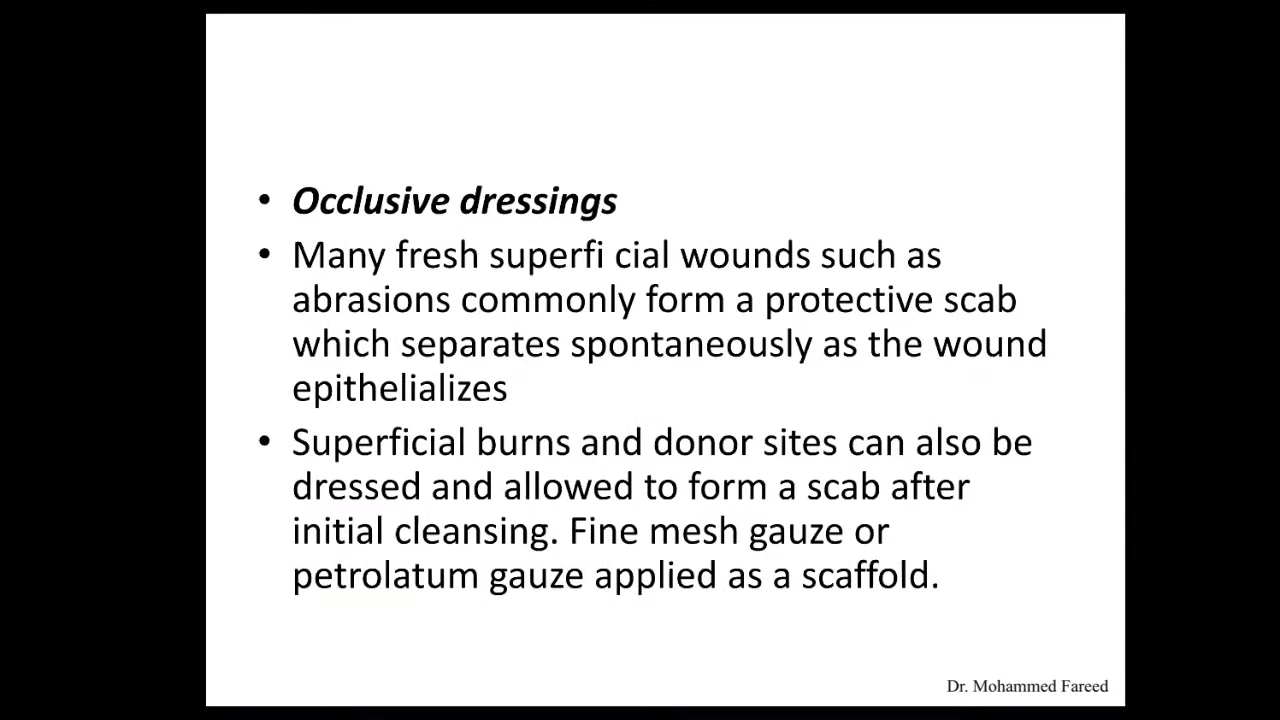 • Occlusive dressings
• Many fresh superfi cial wounds such as
abrasions commonly form a protective scab
which separates spontaneously as the wound
epithelializes
• Superficial burns and donor sites can also be
dressed and allowed to form a scab after
initial cleansing. Fine mesh gauze or
petrolatum gauze applied as a scaffold.
Dr. Mohammed Fareed